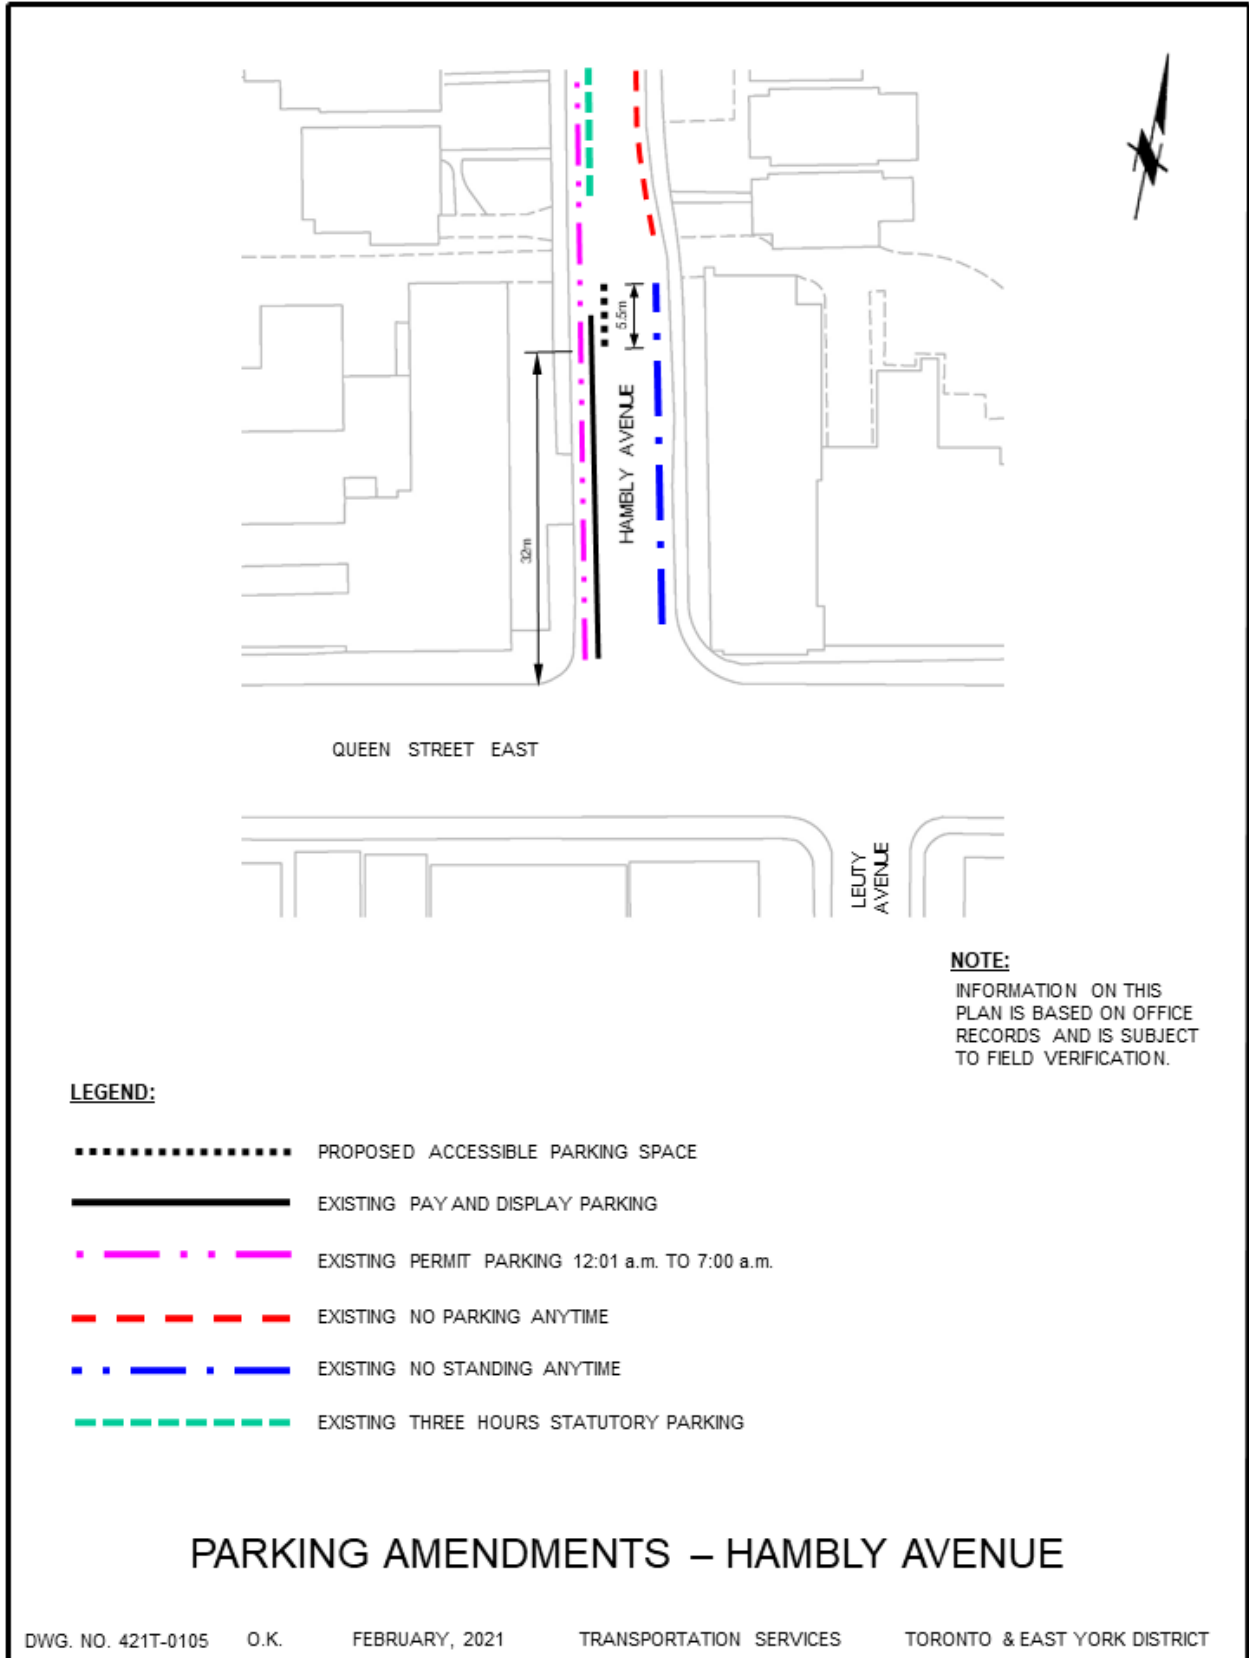 5.5m
HAMBLY AVENUE
32m
QUEEN STREET EAST
LEUTY
AVENUE
NOTE:
INFORMATION ON THIS
PLAN IS BASED ON OFFICE
RECORDS AND IS SUBJECT
TO FIELD VERIFICATION.
LEGEND:
PROPOSED ACCESSIBLE PARKING SPACE
EXISTING PAY AND DISPLAY PARKING
EXISTING PERMIT PARKING 12:01 a.m. TO 7:00 a.m.
EXISTING NO PARKING ANYTIME
EXISTING NO STANDING ANYTIME
EXISTING THREE HOURS STATUTORY PARKING
PARKING AMENDMENTS – HAMBLY AVENUE
DWG. NO. 421T-0105 O.K. FEBRUARY, 2021 TRANSPORTATION SERVICES TORONTO & EAST YORK DISTRICT